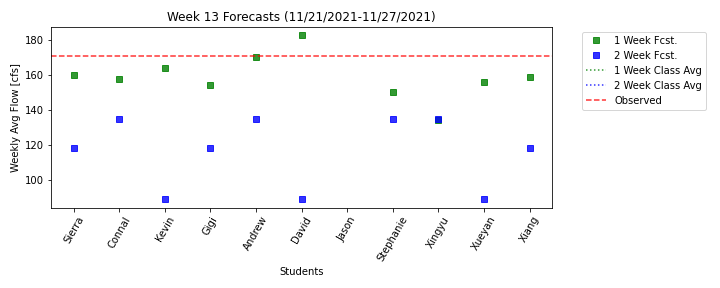 Week 13 Forecasts (11/21/2021-11/27/2021)
Weekly Avg Flow [cfs]
180
160
140
120
100
Sierra
Connal
Kevin
Gigi
Andrew
David
Jason
Stephanie
Xingyu
Xueyan
Xiang
Students
1 Week Fcst.
2 Week Fcst.
1 Week Class Avg
2 Week Class Avg
Observed